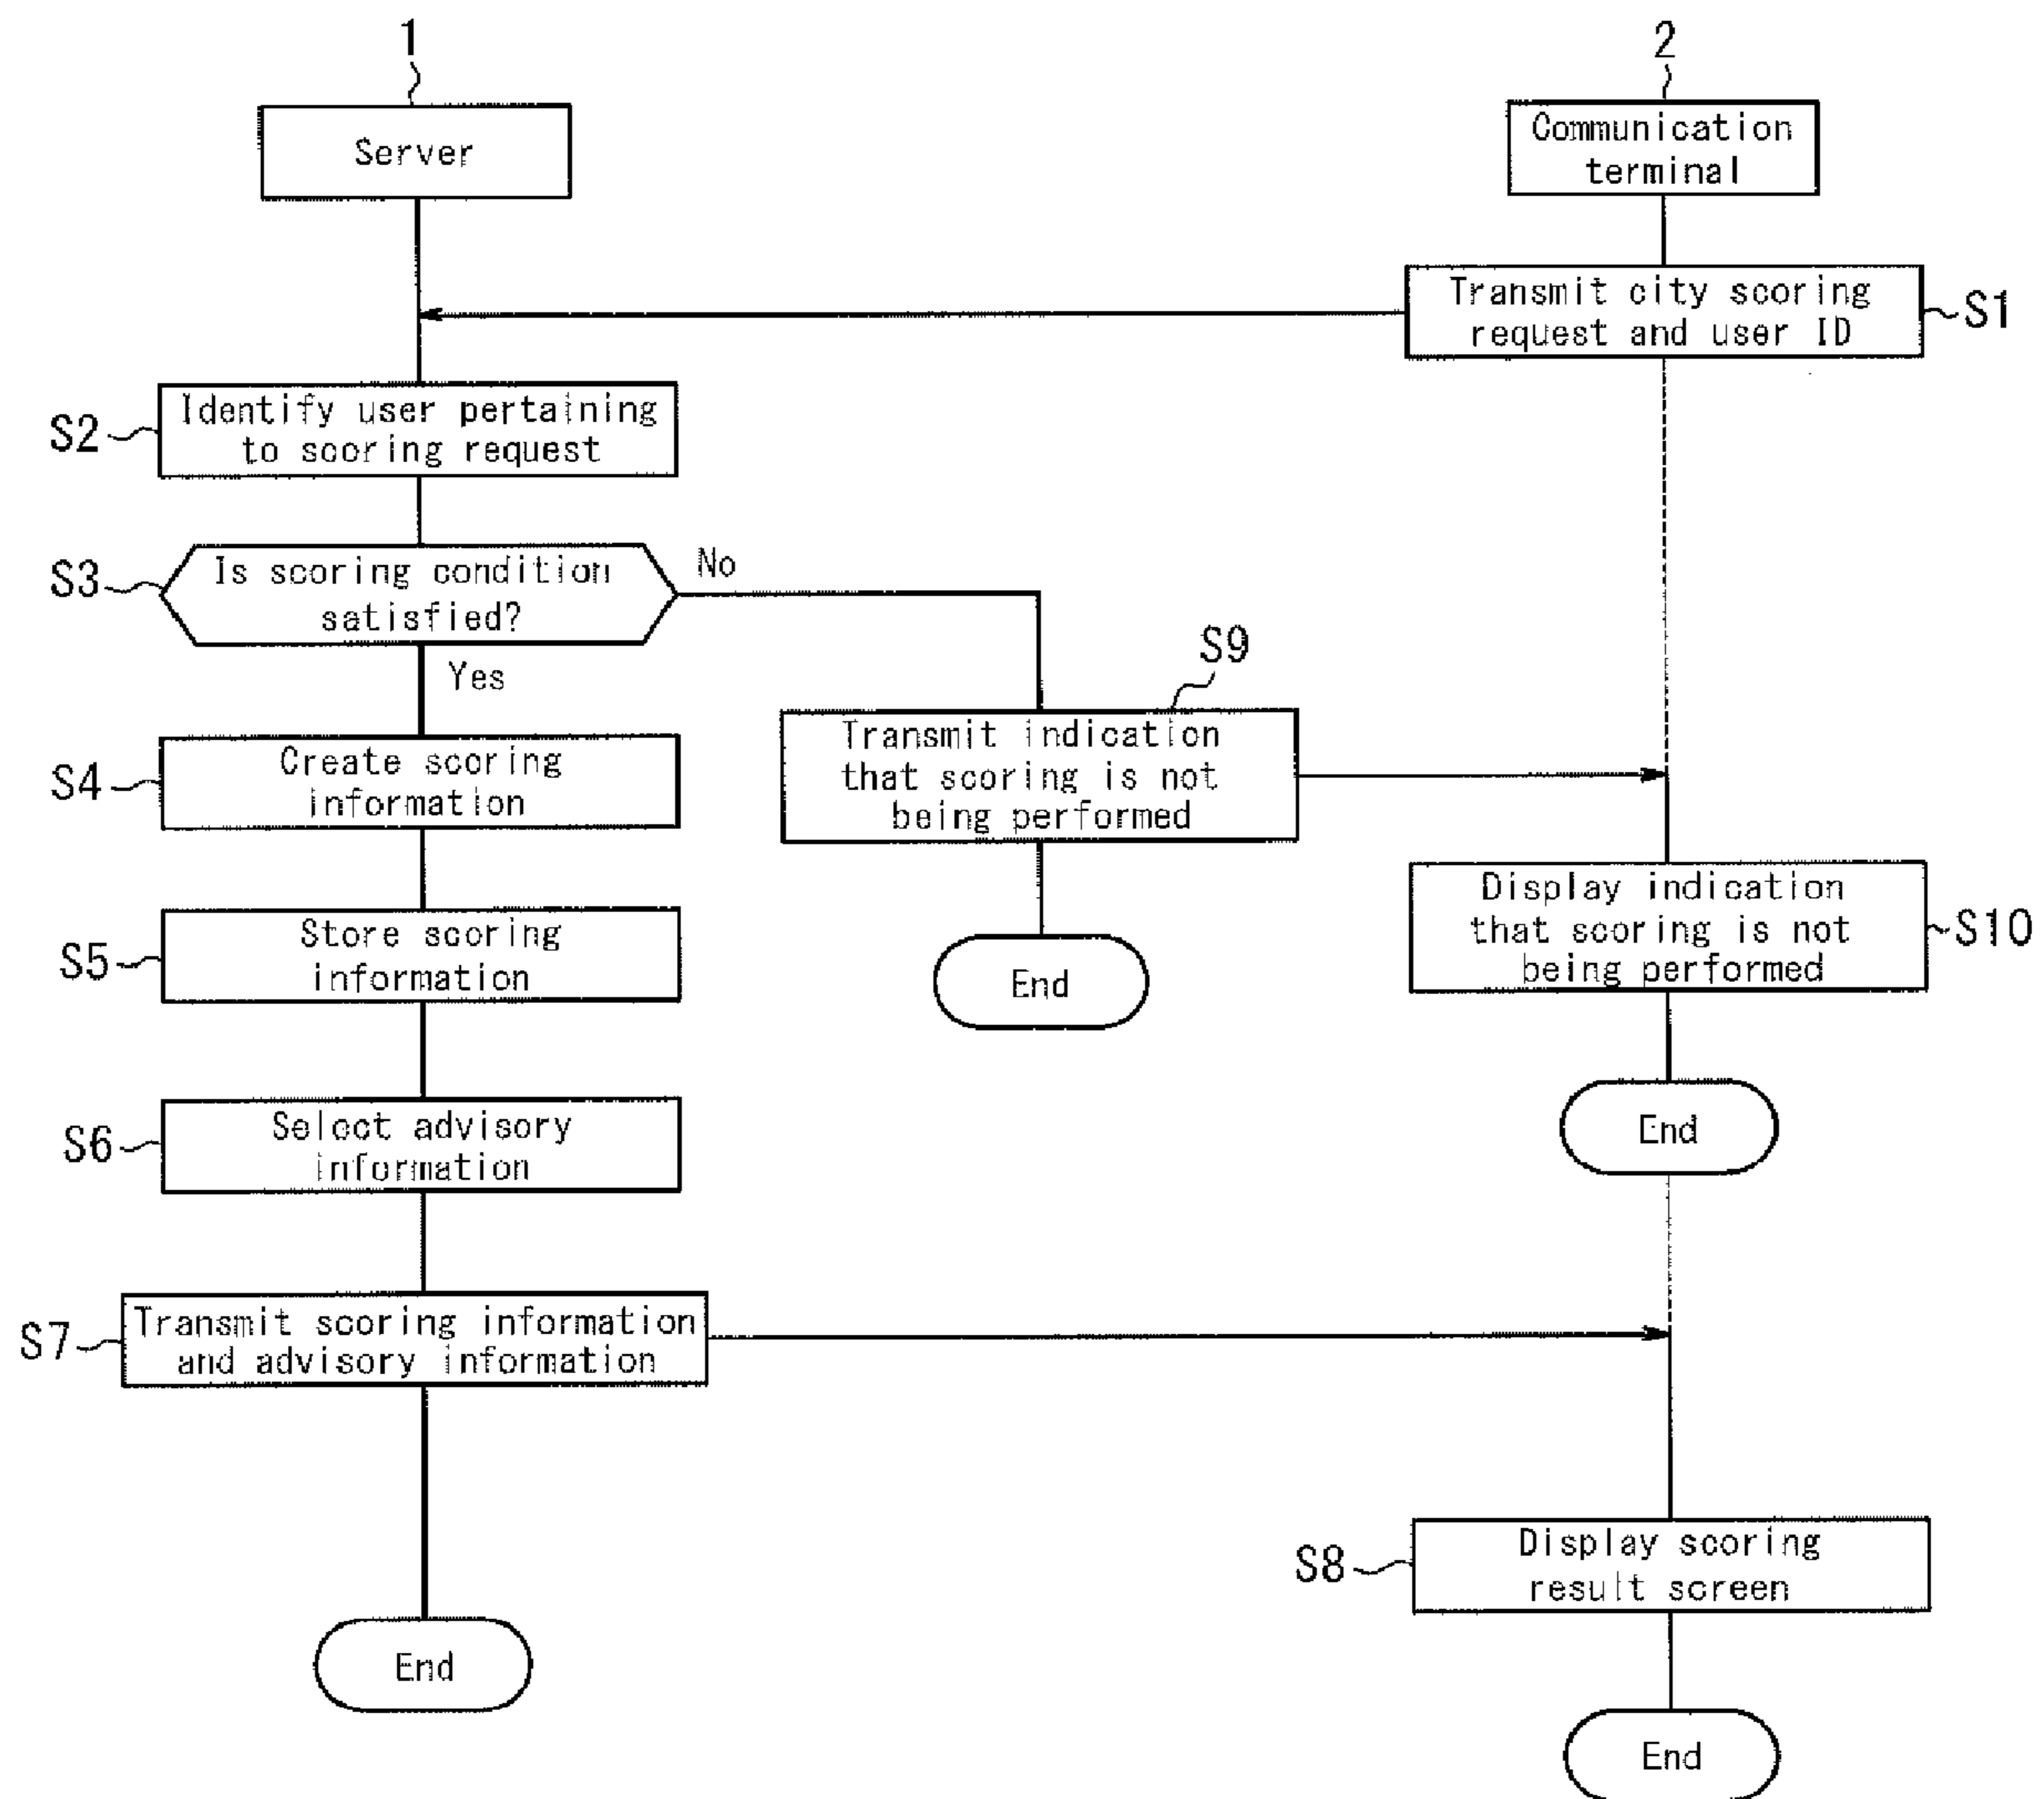 1
2
Server
Communication
terminal
Transmit city scoring
request and user ID
S1
S2
Identify user pertaining
to scoring request
S3
Is scoring condition
satisfied?
No
Yes
S9
Transmit indication
that scoring is not
being performed
S4
Create scoring
information
Display indication
that scoring is not
being performed
S10
S5
Store scoring
information
End
End
S6
Select advisory
information
S7
Transmit scoring information
and advisory information
S8
Display scoring
result screen
End
End